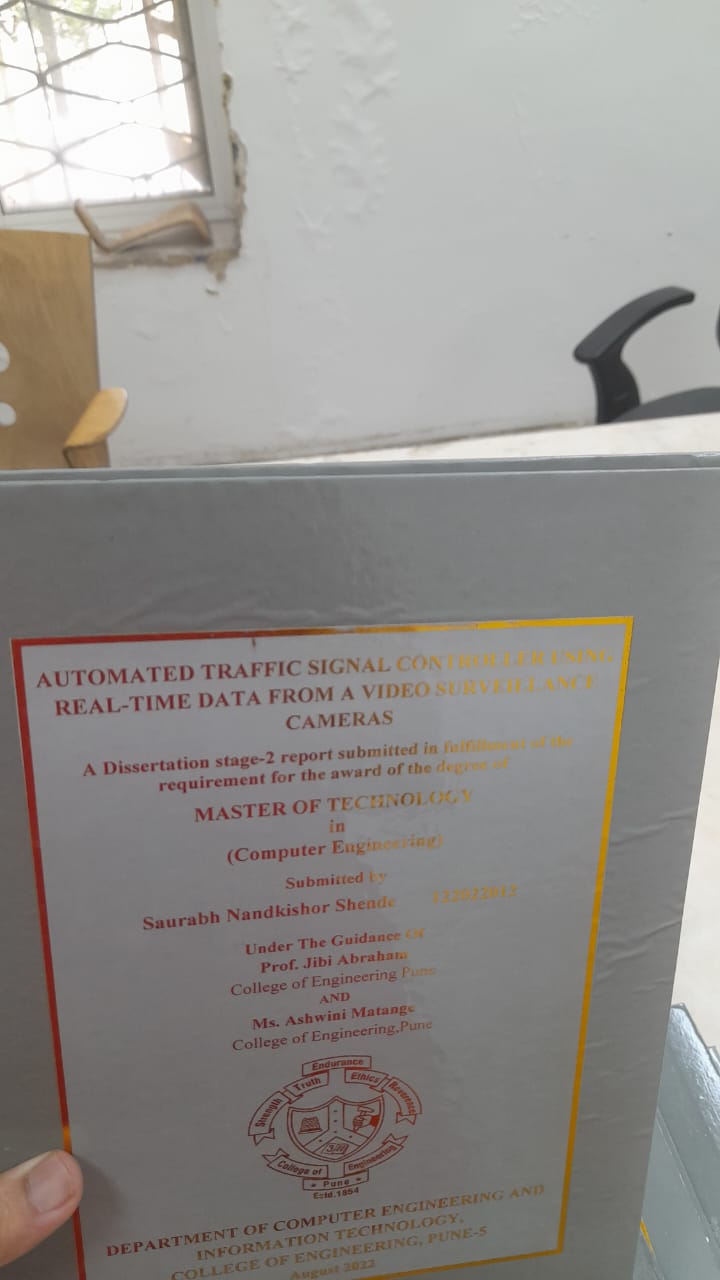 AUTOMATED TRAFFIC SIGNAL CONTROLLER USING
REAL-TIME DATA FROM A VIDEO SURVEILLANCE
CAMERAS
A Dissertation stage-2 report submitted in fulfillment of the
requirement for the award of the degree of
MASTER OF TECHNOLOGY
in
(Computer Engineering)
Submitted by
Saurabh Nandkishor Shende
Under The Guidance Of
Prof. Jibi Abraham
College of Engineering Pune
AND
Ms. Ashwini Matange
College of Engineering,Pune
Endurance
Truth Ethics
Strength Reverence
College of Engineering
Pune
Estd.1854
DEPARTMENT OF COMPUTER ENGINEERING AND
INFORMATION TECHNOLOGY,
COLLEGE OF ENGINEERING, PUNE-5
August 2022